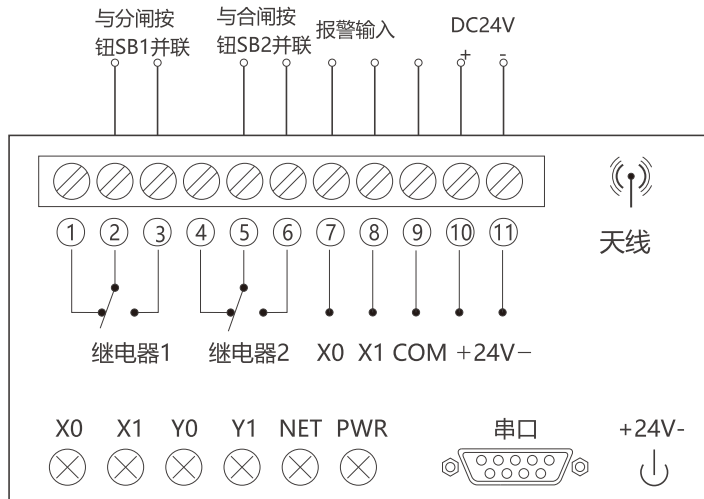 与分闸按
钮SB1并联
与合闸按
钮SB2并联
报警输入
DC24V
+ -
天线
1 2 3 4 5 6 7 8 9 10 11
继电器1 继电器2 X0 X1 COM +24V-
X0 X1 Y0 Y1 NET PWR 串口 +24V-